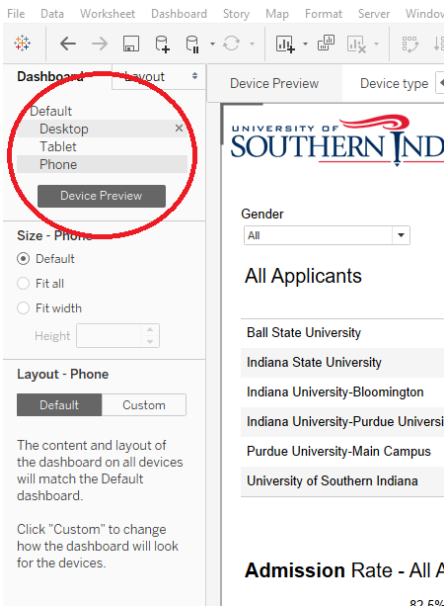 File Data Worksheet Dashboard Story Map Format Server Window
Dashboard Layout
Device Preview Device type
Default
Desktop
Tablet
Phone
Device Preview
Size - Phone
Default
Fit all
Fit width
Height
Layout - Phone
Default Custom
The content and layout of
the dashboard on all devices
will match the Default
dashboard.
Click "Custom" to change
how the dashboard will look
for the devices.
UNIVERSITY OF
SOUTHERN IND
Gender
All
All Applicants
Ball State University
Indiana State University
Indiana University-Bloomington
Indiana University-Purdue Universi
Purdue University-Main Campus
University of Southern Indiana
Admission Rate - All A
82.5%